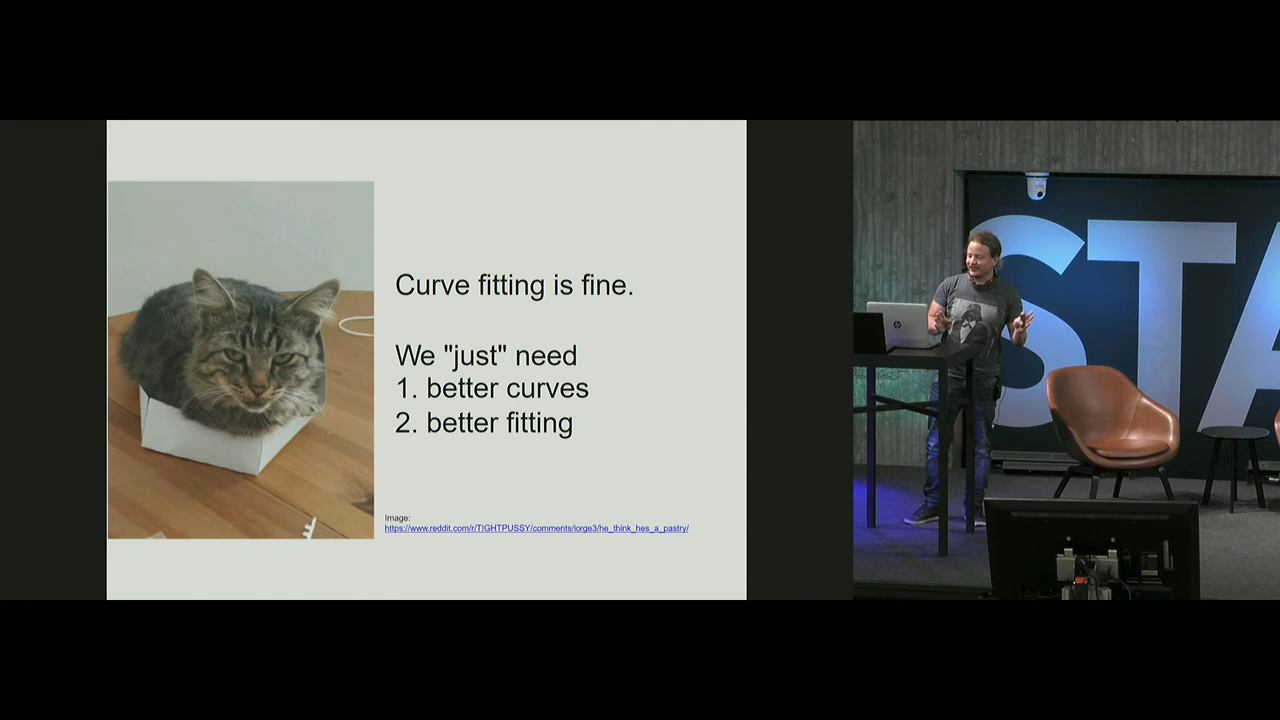 Curve fitting is fine.
We "just" need
1. better curves
2. better fitting
Image:
https://www.reddit.com/r/TIGHTPUSSY/comments/iorge3/he_think_hes_a_pastry/
hp
STA